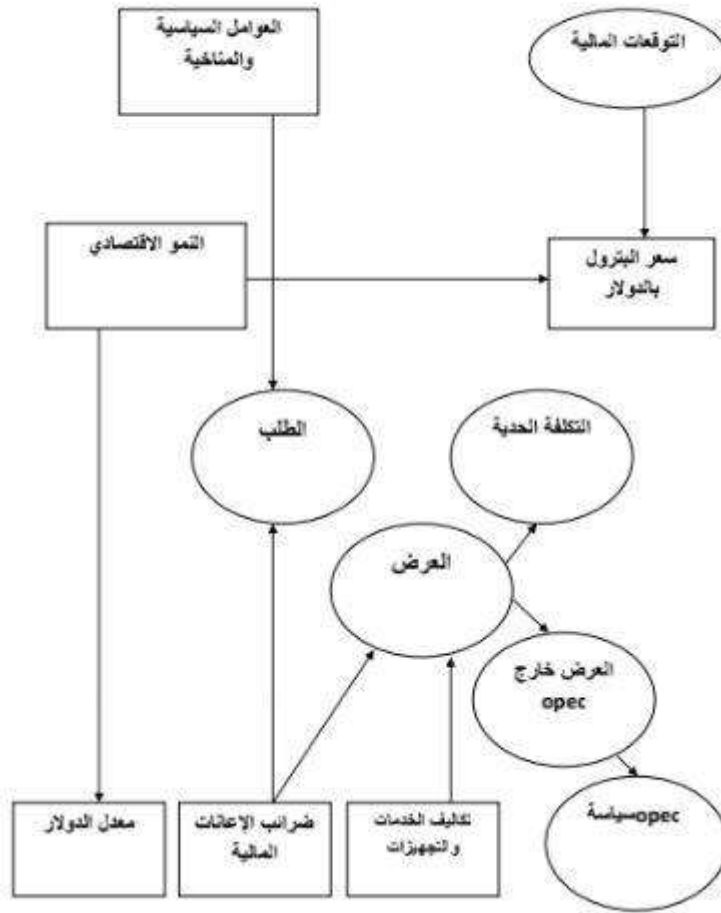 العوامل السياسية
والمناخية
التوقعات المالية
النمو الاقتصادي
سعر البترول
بالدولار
الطلب
التكلفة الحدية
العرض
العرض خارج
opec
سياسةopec
معدل الدولار
ضرائب الإعانات
المالية
تكاليف الخدمات
والتجهيزات